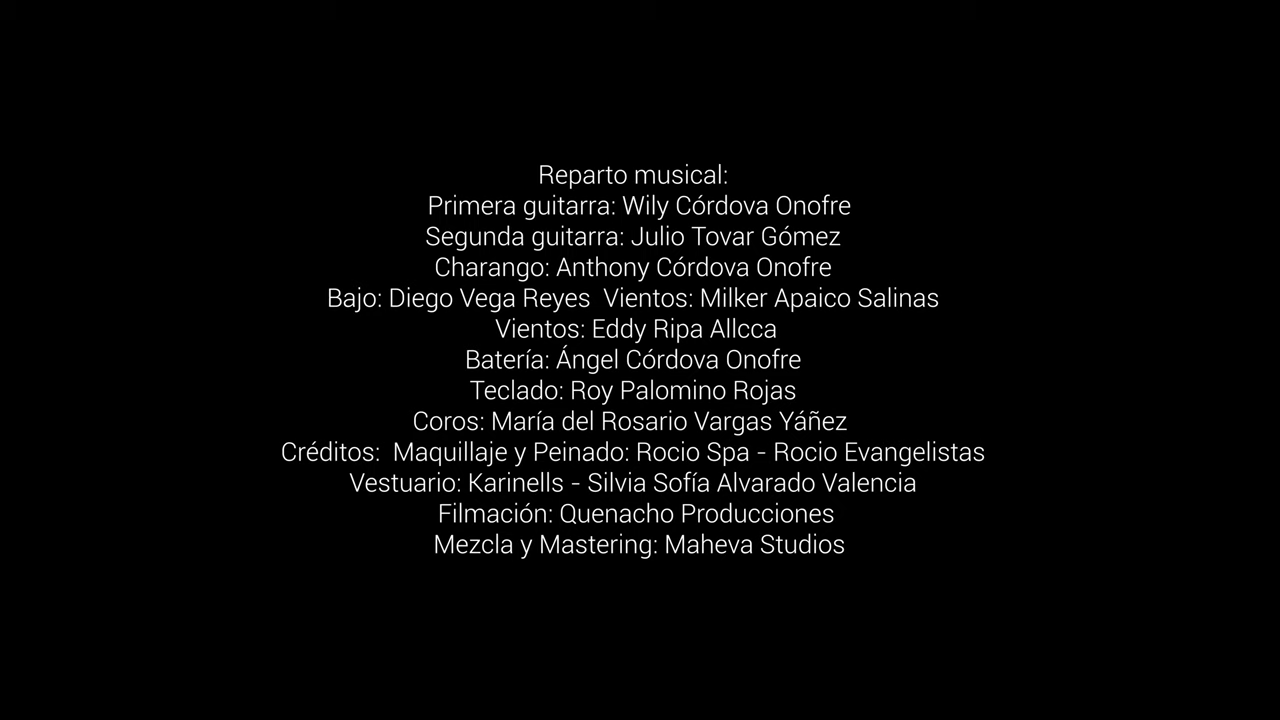 Reparto musical:
Primera guitarra: Wily Córdova Onofre
Segunda guitarra: Julio Tovar Gómez
Charango: Anthony Córdova Onofre
Bajo: Diego Vega Reyes  Vientos: Milker Apaico Salinas
Vientos: Eddy Ripa Allcca
Batería: Ángel Córdova Onofre
Teclado: Roy Palomino Rojas
Coros: María del Rosario Vargas Yáñez
Créditos:  Maquillaje y Peinado: Rocio Spa - Rocio Evangelistas
Vestuario: Karinells - Silvia Sofía Alvarado Valencia
Filmación: Quenacho Producciones
Mezcla y Mastering: Maheva Studios